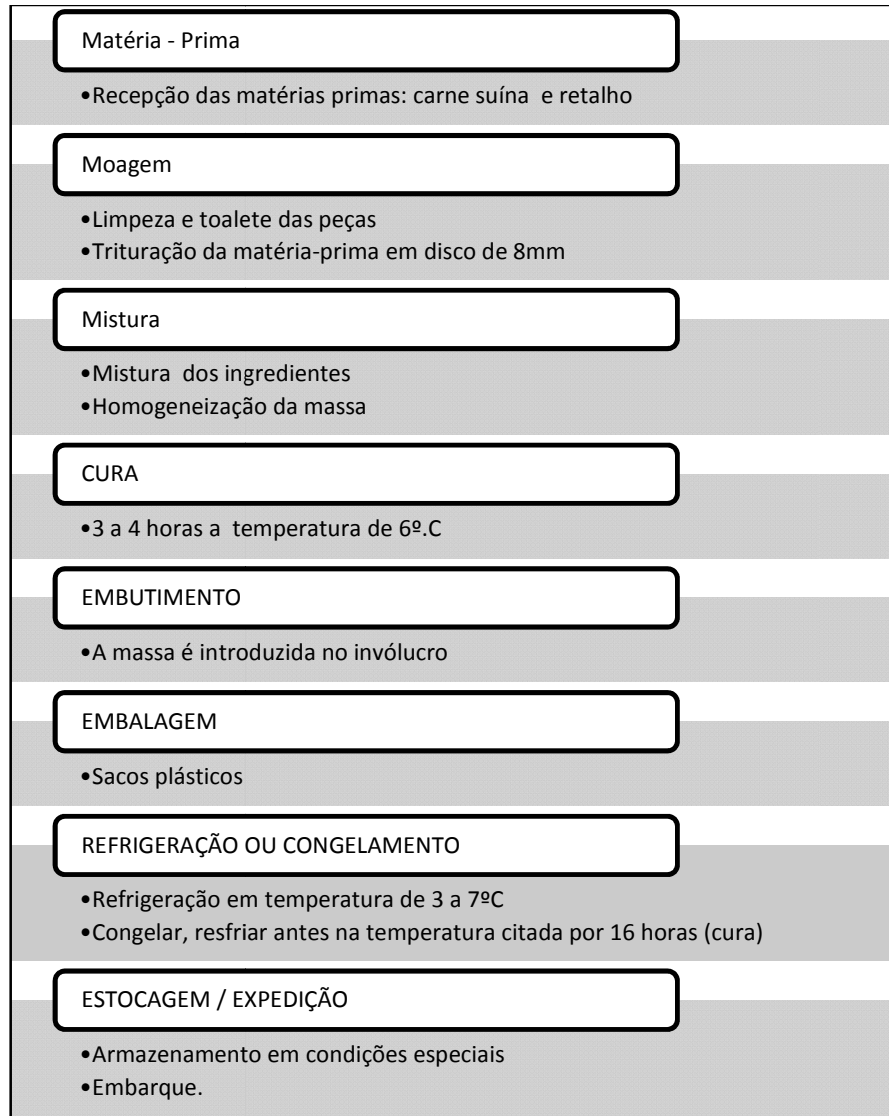 Matéria - Prima
•Recepção das matérias primas: carne suína e retalho
Moagem
•Limpeza e toalete das peças
•Trituração da matéria-prima em disco de 8mm
Mistura
•Mistura dos ingredientes
•Homogeneização da massa
CURA
•3 a 4 horas a temperatura de 6º.C
EMBUTIMENTO
•A massa é introduzida no invólucro
EMBALAGEM
•Sacos plásticos
REFRIGERAÇÃO OU CONGELAMENTO
•Refrigeração em temperatura de 3 a 7ºC
•Congelar, resfriar antes na temperatura citada por 16 horas (cura)
ESTOCAGEM / EXPEDIÇÃO
•Armazenamento em condições especiais
•Embarque.